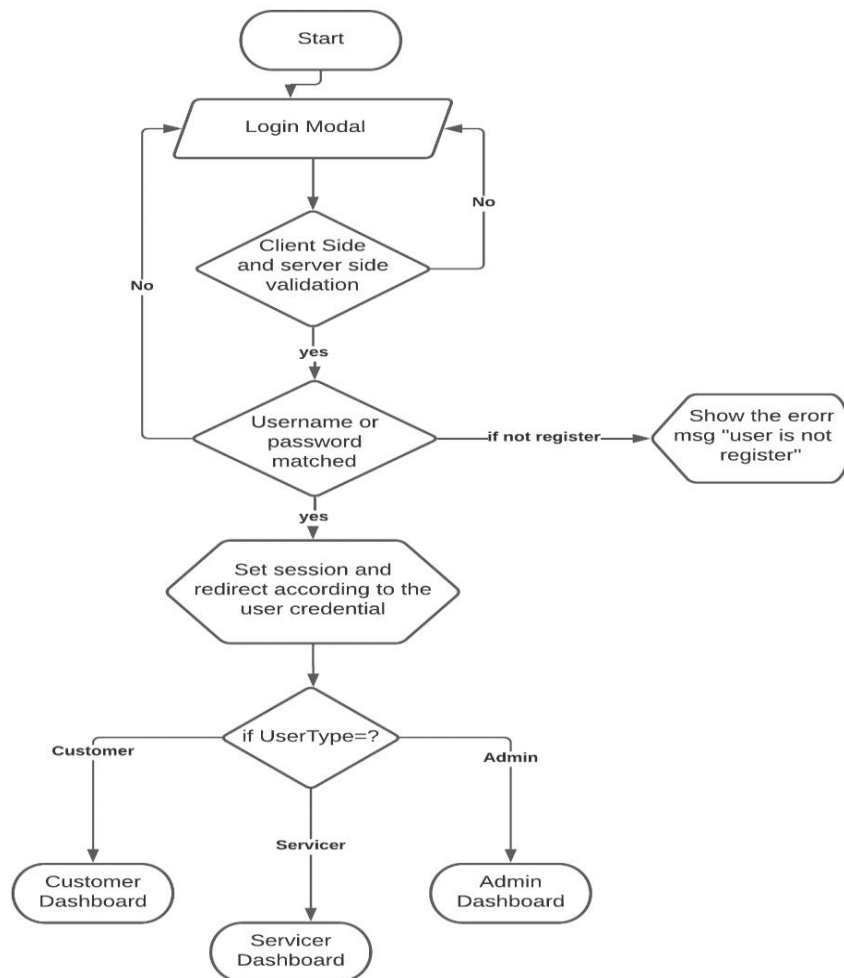 Start
Login Modal
No
Client Side
and server side
validation
No
yes
Username or
password
matched
if not register
Show the erorr
msg "user is not
register"
yes
Set session and
redirect according to the
user credential
if UserType=?
Customer
Admin
Servicer
Customer
Dashboard
Admin
Dashboard
Servicer
Dashboard